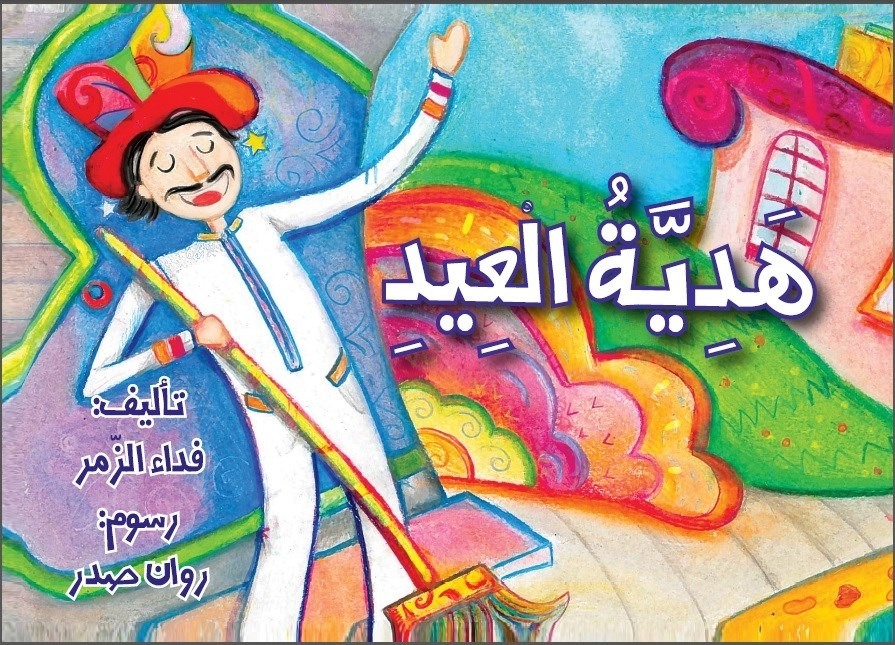 هَدِيَّةُ العِيدِ
تأليف:
فداء الزّمر
رسوم:
روان صدر